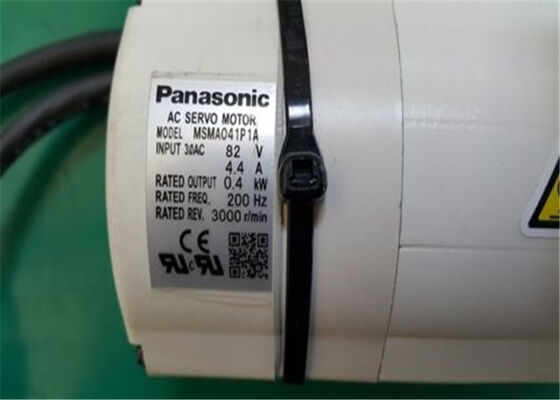 Panasonic
AC SERVO MOTOR
MODEL MSMA041P1A
INPUT 3ØAC 82 V
4.4 A
RATED OUTPUT 0.4 kW
RATED FREQ. 200 Hz
RATED REV. 3000 r/min
CE